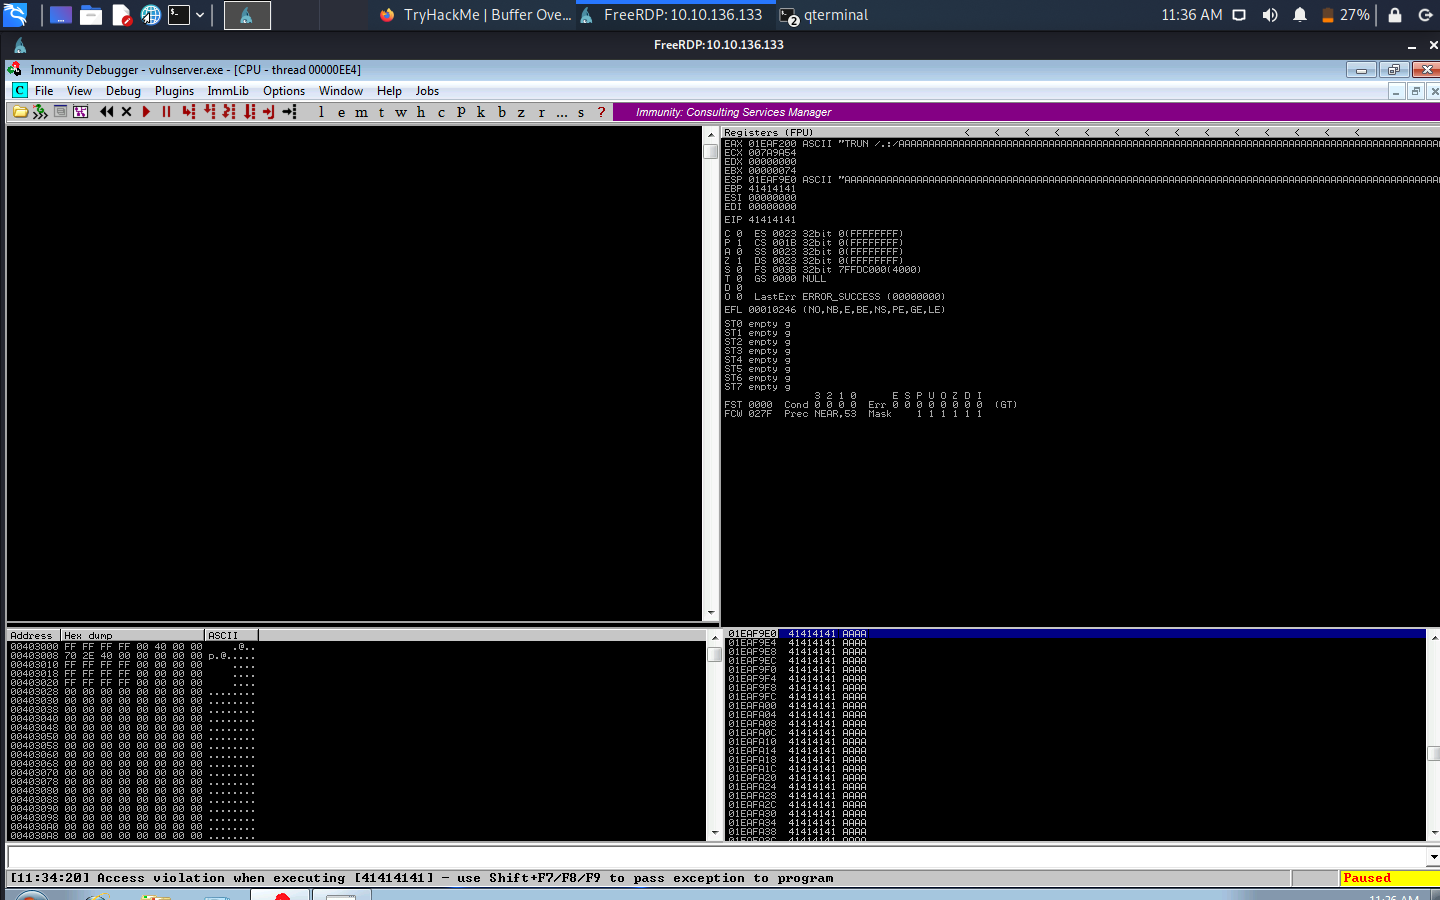 TryHackMe | Buffer Ove...
FreeRDP: 10.10.136.133
2
qterminal
11:36 AM
27%
FreeRDP: 10.10.136.133
Immunity Debugger - vulnserver.exe - [CPU - thread 00000EE4]
C File View Debug Plugins ImmLib Options Window Help Jobs
l e m t w h c p k b z r ... s ?
Immunity: Consulting Services Manager
Registers (FPU) < < < < < < < < < < < < < <
EAX 01EAF200 ASCII "TRUN /.:/AAAAAAAAAAAAAAAAAAAAAAAAAAAAAAAAAAAAAAAAAAAAAAAAAAAAAAAAAAAAAAAAAAAAAAAAAAAAAAAAAAAAAAAAAA
ECX 007A9A54
EDX 00000000
EBX 00000074
ESP 01EAF9E0 ASCII "AAAAAAAAAAAAAAAAAAAAAAAAAAAAAAAAAAAAAAAAAAAAAAAAAAAAAAAAAAAAAAAAAAAAAAAAAAAAAAAAAAAAAAAAAAAAAAAAAAA
EBP 41414141
ESI 00000000
EDI 00000000
EIP 41414141
C 0 ES 0023 32bit 0(FFFFFFFF)
P 1 CS 001B 32bit 0(FFFFFFFF)
A 0 SS 0023 32bit 0(FFFFFFFF)
Z 1 DS 0023 32bit 0(FFFFFFFF)
S 0 FS 003B 32bit 7FFDC000(4000)
T 0 GS 0000 NULL
D 0
O 0 LastErr ERROR_SUCCESS (00000000)
EFL 00010246 (NO,NB,E,BE,NS,PE,GE,LE)
ST0 empty g
ST1 empty g
ST2 empty g
ST3 empty g
ST4 empty g
ST5 empty g
ST6 empty g
ST7 empty g
3 2 1 0 E S P U O Z D I
FST 0000 Cond 0 0 0 0 Err 0 0 0 0 0 0 0 0 (GT)
FCW 027F Prec NEAR,53 Mask 1 1 1 1 1 1
Address Hex dump ASCII
00403000 FF FF FF FF 00 40 00 00 .@..
00403008 70 2E 40 00 00 00 00 00 p.@.....
00403010 FF FF FF FF 00 00 00 00 ....
00403018 FF FF FF FF 00 00 00 00 ....
00403020 FF FF FF FF 00 00 00 00 ....
00403028 00 00 00 00 00 00 00 00 ........
00403030 00 00 00 00 00 00 00 00 ........
00403038 00 00 00 00 00 00 00 00 ........
00403040 00 00 00 00 00 00 00 00 ........
00403048 00 00 00 00 00 00 00 00 ........
00403050 00 00 00 00 00 00 00 00 ........
00403058 00 00 00 00 00 00 00 00 ........
00403060 00 00 00 00 00 00 00 00 ........
00403068 00 00 00 00 00 00 00 00 ........
00403070 00 00 00 00 00 00 00 00 ........
00403078 00 00 00 00 00 00 00 00 ........
00403080 00 00 00 00 00 00 00 00 ........
00403088 00 00 00 00 00 00 00 00 ........
00403090 00 00 00 00 00 00 00 00 ........
00403098 00 00 00 00 00 00 00 00 ........
004030A0 00 00 00 00 00 00 00 00 ........
004030A8 00 00 00 00 00 00 00 00 ........
01EAF9E0 41414141 AAAA
01EAF9E4 41414141 AAAA
01EAF9E8 41414141 AAAA
01EAF9EC 41414141 AAAA
01EAF9F0 41414141 AAAA
01EAF9F4 41414141 AAAA
01EAF9F8 41414141 AAAA
01EAF9FC 41414141 AAAA
01EAFA00 41414141 AAAA
01EAFA04 41414141 AAAA
01EAFA08 41414141 AAAA
01EAFA0C 41414141 AAAA
01EAFA10 41414141 AAAA
01EAFA14 41414141 AAAA
01EAFA18 41414141 AAAA
01EAFA1C 41414141 AAAA
01EAFA20 41414141 AAAA
01EAFA24 41414141 AAAA
01EAFA28 41414141 AAAA
01EAFA2C 41414141 AAAA
01EAFA30 41414141 AAAA
01EAFA34 41414141 AAAA
01EAFA38 41414141 AAAA
01EAFA3C 41414141 AAAA
[11:34:20] Access violation when executing [41414141] - use Shift+F7/F8/F9 to pass exception to program
Paused
11:36 AM